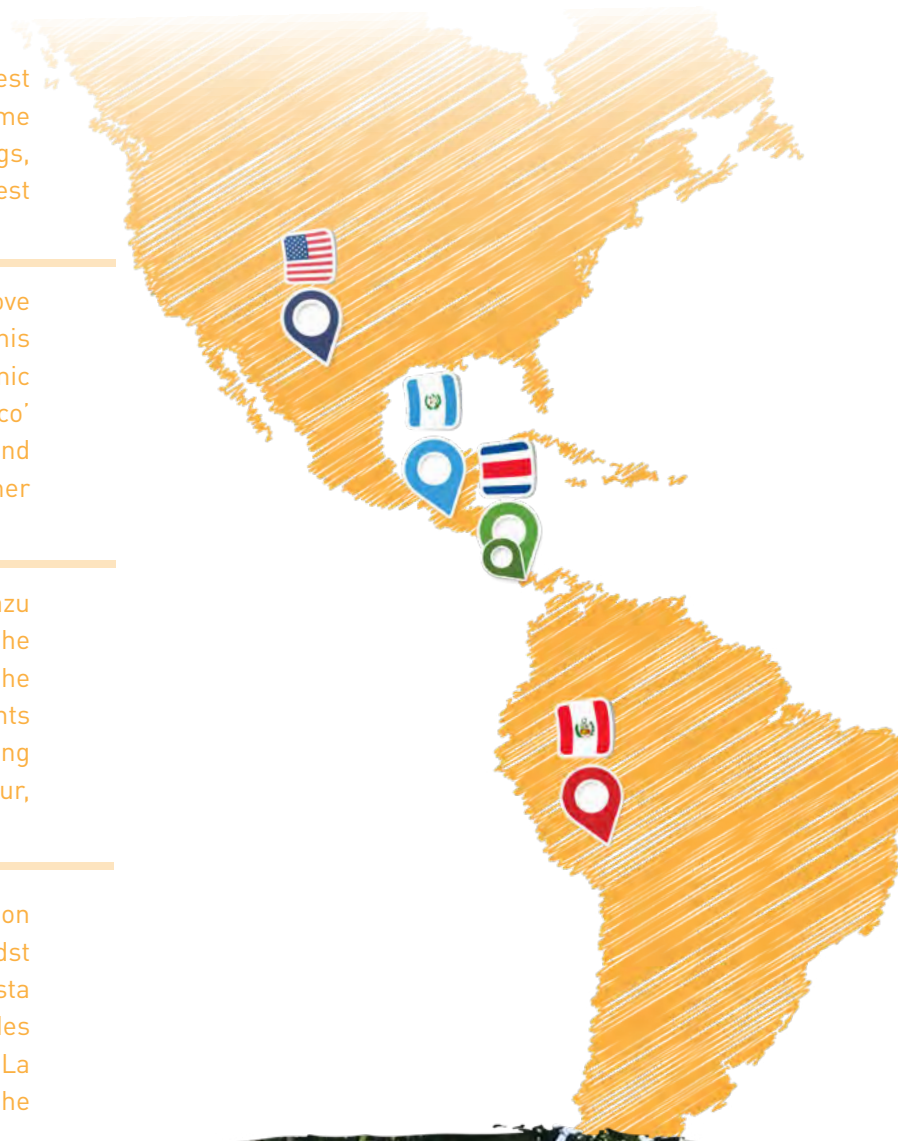 est
me
gs,
est
ove
his
nic
co'
nd
her
azu
he
he
nts
ng
ur,
on
dst
sta
les
La
he